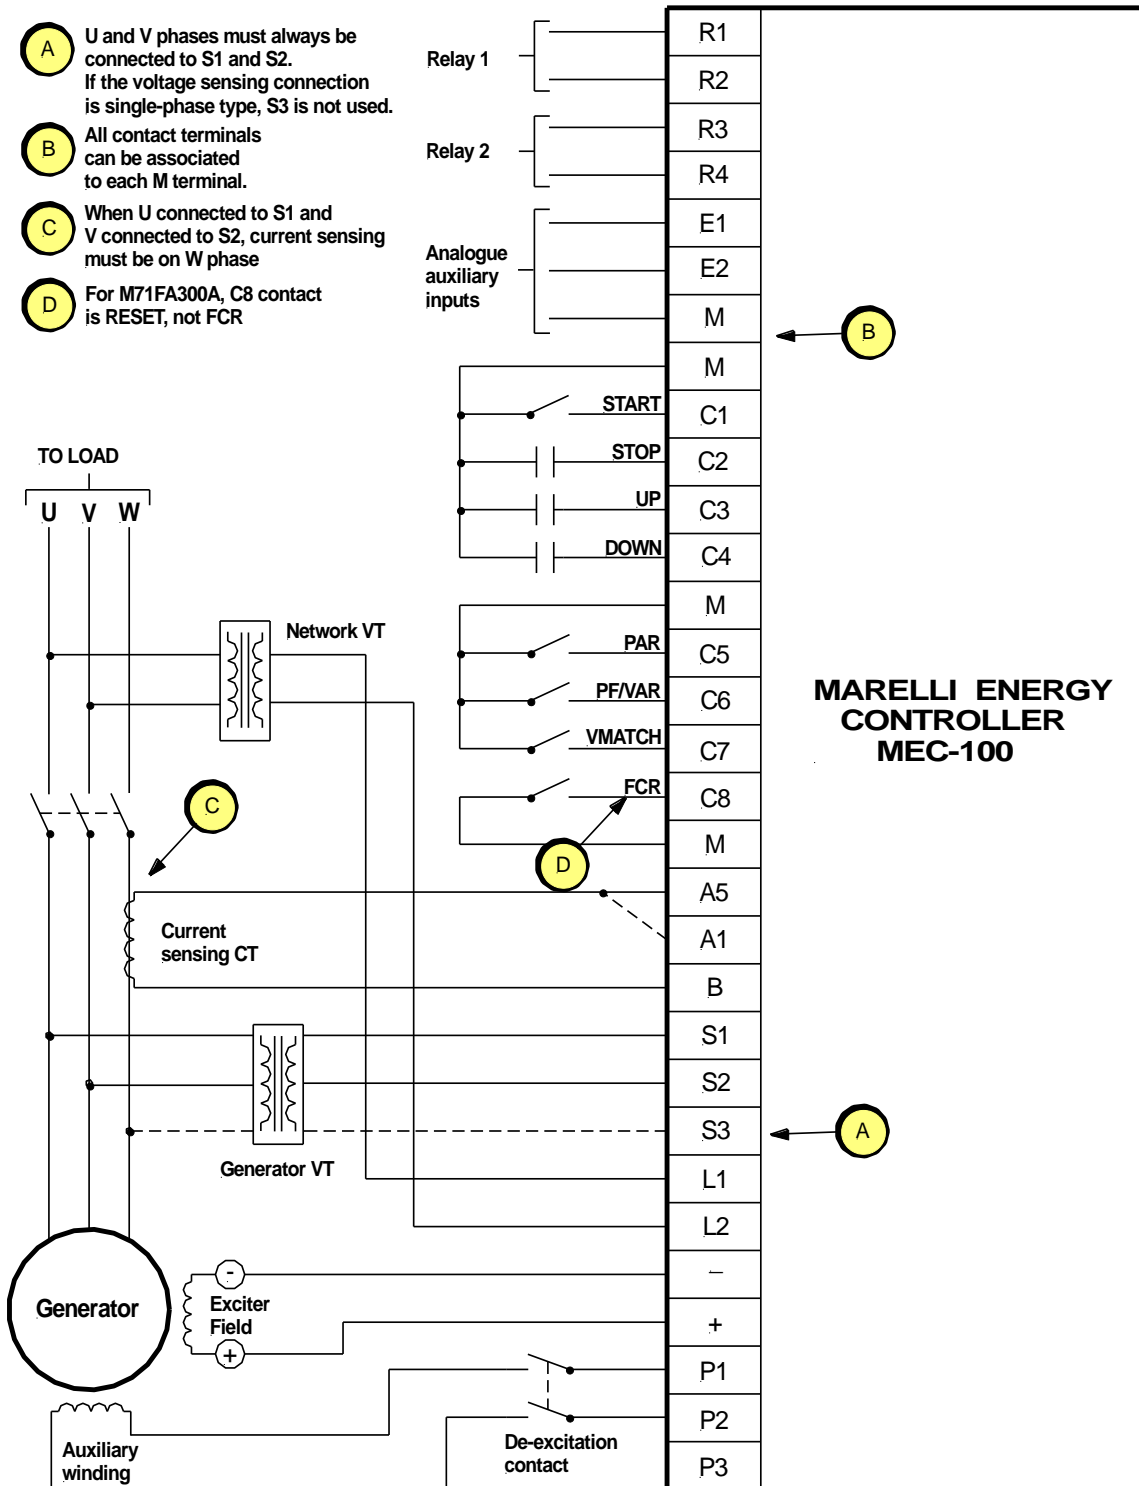 A
U and V phases must always be
connected to S1 and S2.
If the voltage sensing connection
is single-phase type, S3 is not used.
B
All contact terminals
can be associated
to each M terminal.
C
When U connected to S1 and
V connected to S2, current sensing
must be on W phase
D
For M71FA300A, C8 contact
is RESET, not FCR
Relay 1
R1
R2
Relay 2
R3
R4
Analogue
auxiliary
inputs
E1
E2
M
B
M
START
C1
STOP
C2
UP
C3
DOWN
C4
M
PAR
C5
PF/VAR
C6
VMATCH
C7
FCR
C8
D
M
MARELLI ENERGY
CONTROLLER
MEC-100
TO LOAD
U V W
Network VT
C
Current
sensing CT
A5
A1
B
S1
S2
S3
A
Generator VT
L1
L2
Generator
-
Exciter
Field
+
–
+
P1
P2
P3
De-excitation
contact
Auxiliary
winding